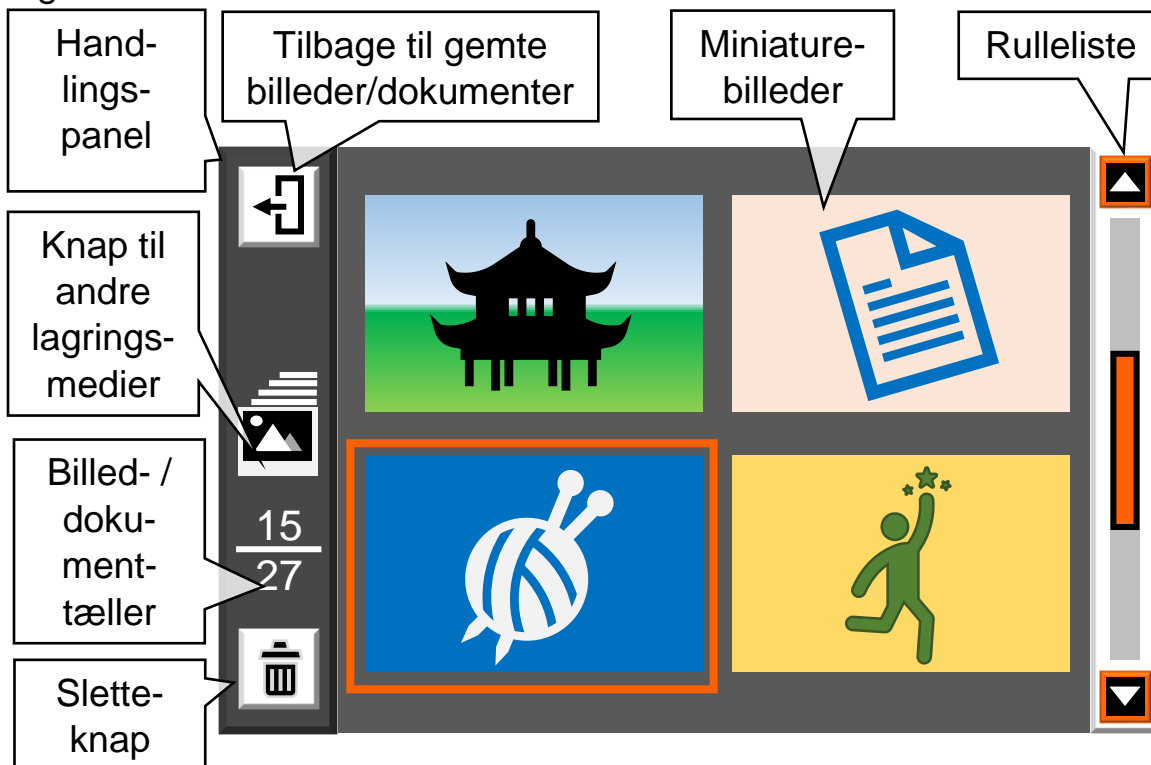 Hand-
lings-
panel
Tilbage til gemte
billeder/dokumenter
Miniature-
billeder
Rulleliste
Knap til
andre
lagrings-
medier
Billed- /
doku-
ment-
tæller
15
27
Slette-
knap